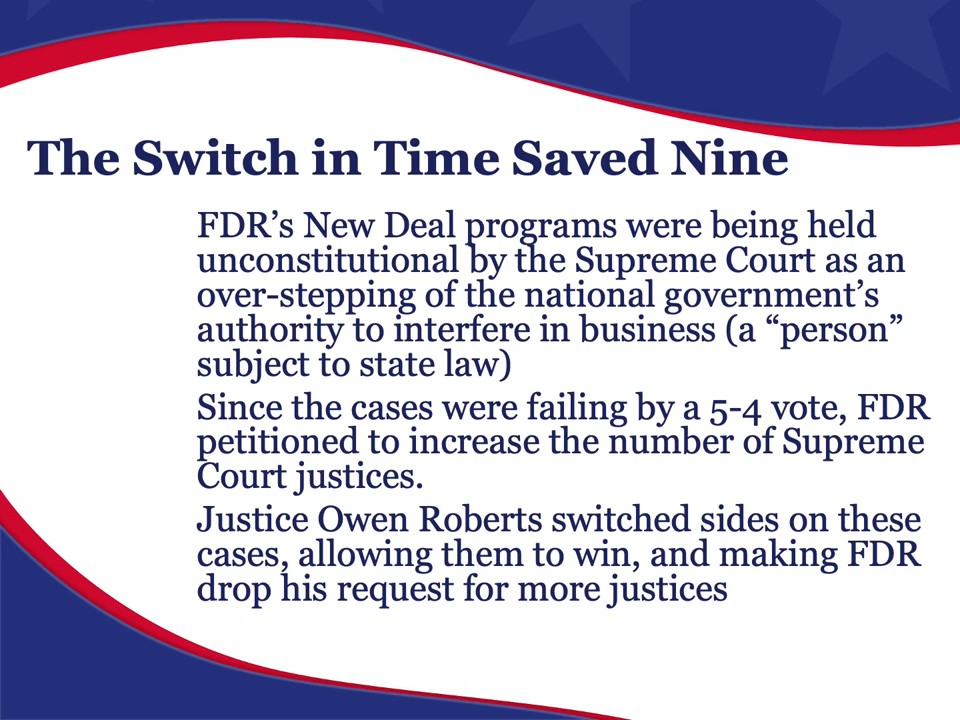 The Switch in Time Saved Nine
FDR’s New Deal programs were being held
unconstitutional by the Supreme Court as an
over-stepping of the national government’s
authority to interfere in business (a “person”
subject to state law)
Since the cases were failing by a 5-4 vote, FDR
petitioned to increase the number of Supreme
Court justices.
Justice Owen Roberts switched sides on these
cases, allowing them to win, and making FDR
drop his request for more justices